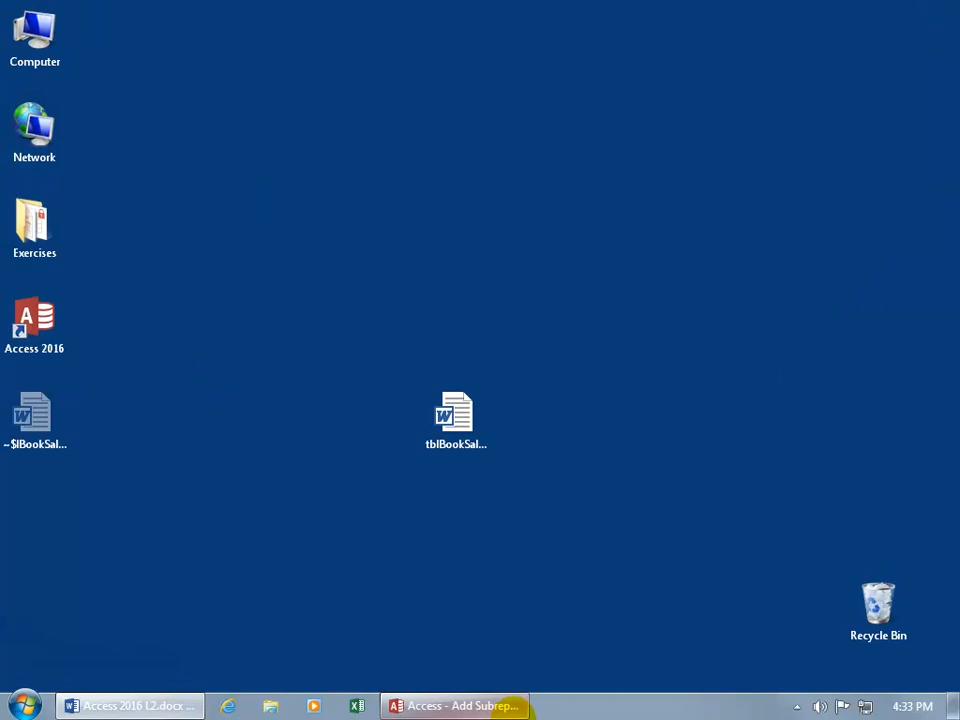 Computer
Network
Exercises
Access 2016
~$lBookSal...
tblBookSal...
Recycle Bin
Access 2016 L2.docx ...
Access - Add Subrep...
4:33 PM